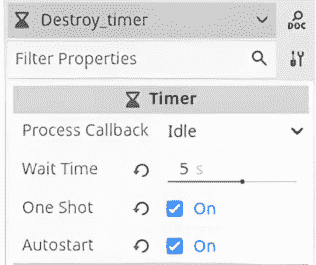 Destroy_timer
DOC
Filter Properties
Timer
Process Callback Idle
Wait Time 5 s
One Shot On
Autostart On